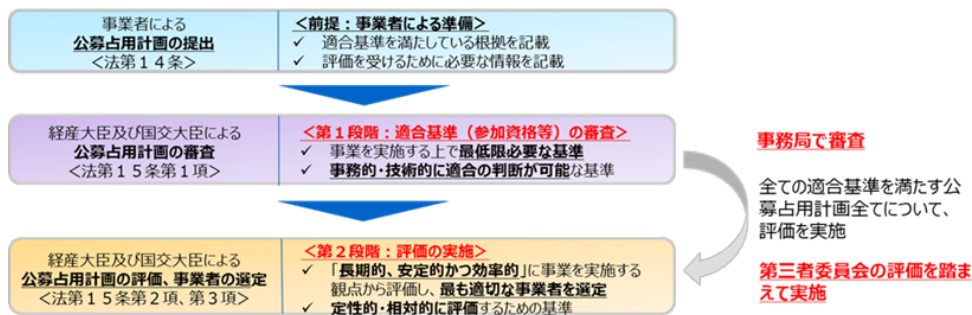 事業者による
公募占用計画の提出
<法第14条>
<前提：事業者による準備>
✓ 適合基準を満たしている根拠を記載
✓ 評価を受けるために必要な情報を記載
経産大臣及び国交大臣による
公募占用計画の審査
<法第15条第1項>
<第1段階：適合基準（参加資格等）の審査>
✓ 事業を実施する上で最低限必要な基準
✓ 事務的・技術的に適合の判断が可能な基準
事務局で審査
全ての適合基準を満たす公
募占用計画全てについて、
評価を実施
経産大臣及び国交大臣による
公募占用計画の評価、事業者の選定
<法第15条第2項、第3項>
<第2段階：評価の実施>
✓ 「長期的、安定的かつ効率的」に事業を実施する
観点から評価し、最も適切な事業者を選定
✓ 定性的・相対的に評価するための基準
第三者委員会の評価を踏ま
えて実施